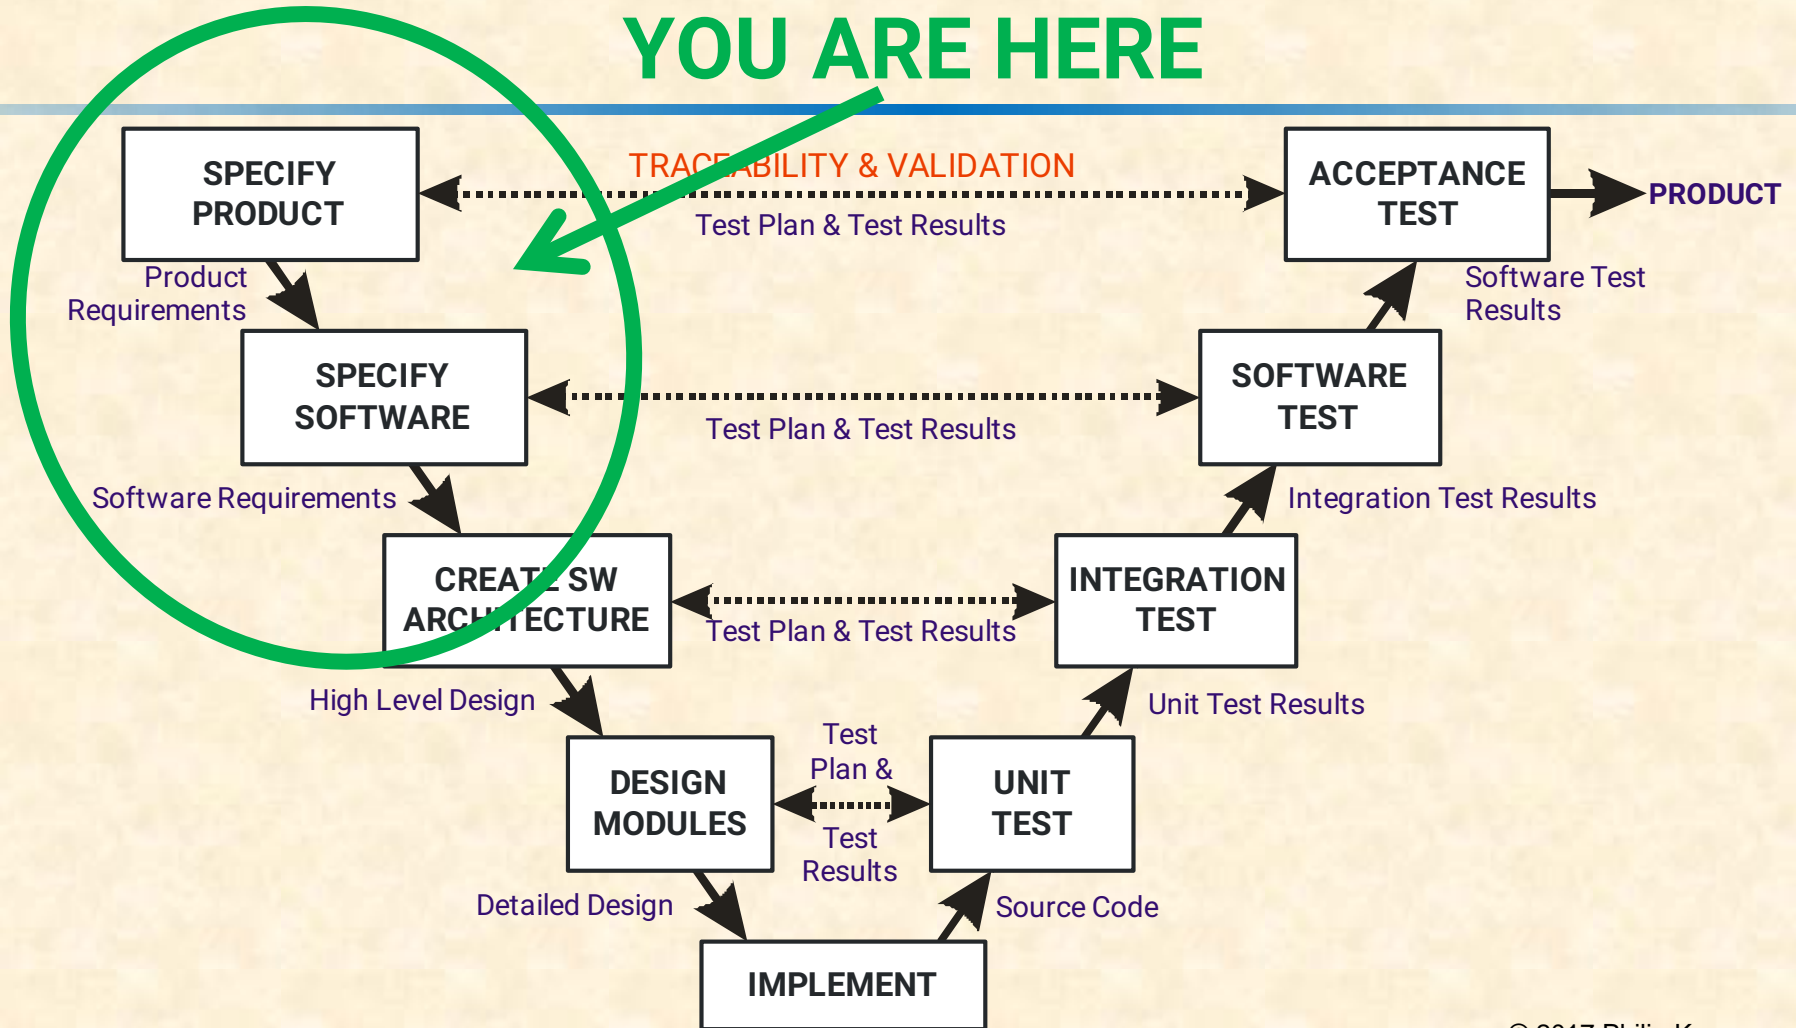 YOU ARE HERE
SPECIFY
PRODUCT
TRACEABILITY & VALIDATION
Test Plan & Test Results
ACCEPTANCE
TEST
PRODUCT
Product
Requirements
Software Test
Results
SPECIFY
SOFTWARE
Test Plan & Test Results
SOFTWARE
TEST
Software Requirements
Integration Test Results
CREATE SW
ARCHITECTURE
Test Plan & Test Results
INTEGRATION
TEST
High Level Design
Unit Test Results
DESIGN
MODULES
Test
Plan &
Test
Results
UNIT
TEST
Detailed Design
Source Code
IMPLEMENT
© 2017 Philip